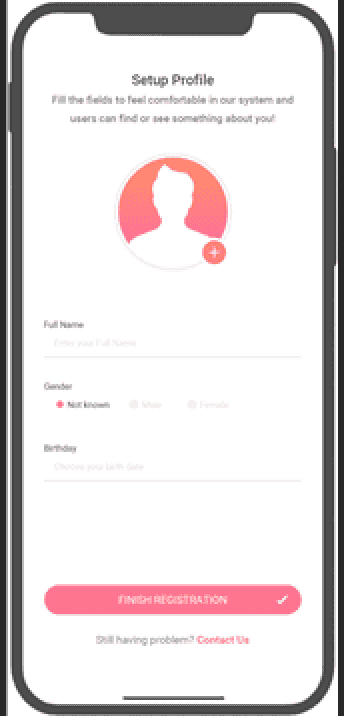 Setup Profile
Fill the fields to feel comfortable in our system and
users can find or see something about you!
Full Name
Enter your Full Name
Gender
Not known Male Female
Birthday
Choose your birth date
FINISH REGISTRATION
Still having problem? Contact Us